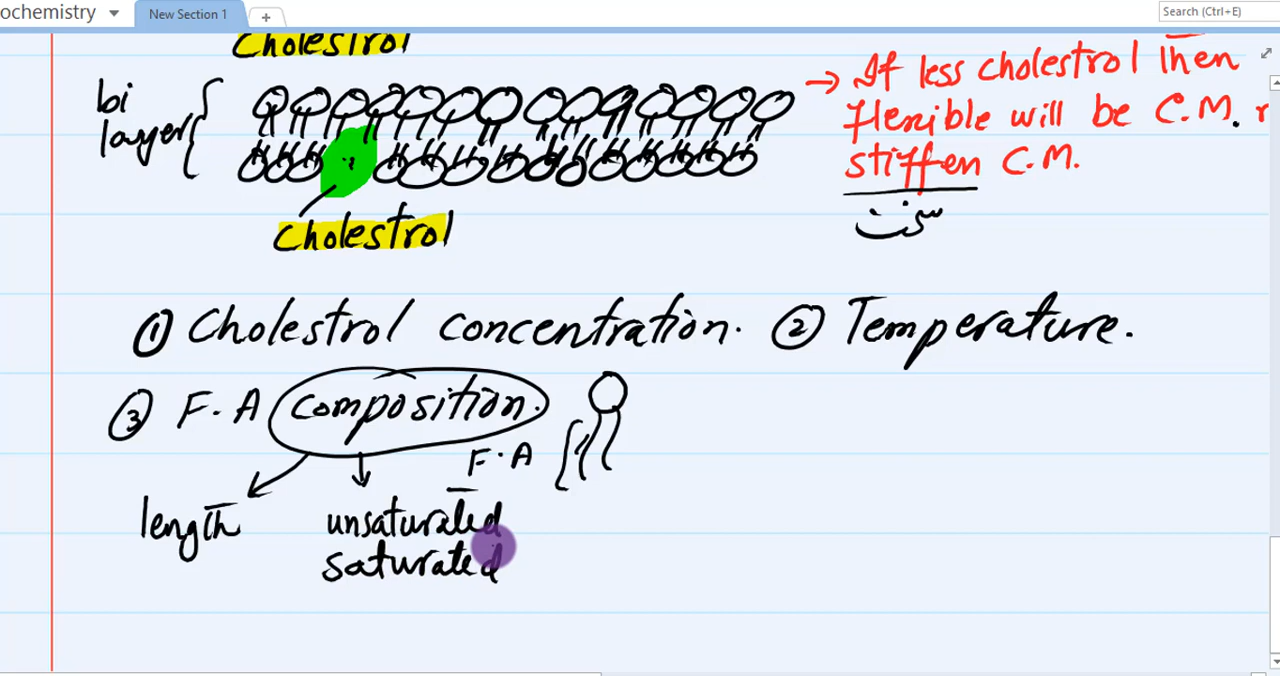 ochemistry
New Section 1
Search (Ctrl+E)
Cholestrol
bi
layer
→ If less cholestrol then
flexible will be C.M.
stiffen C.M.
سخت
Cholestrol
① Cholestrol concentration. ② Temperature.
③ F.A composition.
F.A
length
unsaturated
saturated